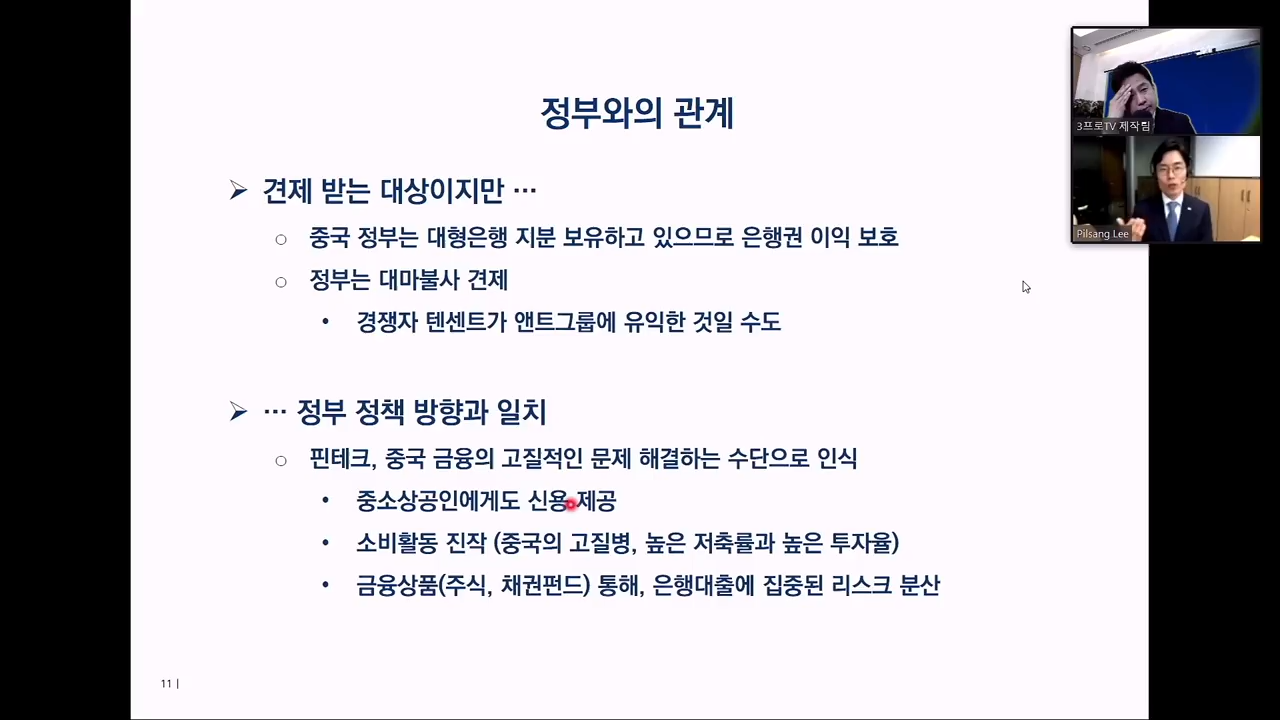 정부와의 관계
➢ 견제 받는 대상이지만 …
○ 중국 정부는 대형은행 지분 보유하고 있으므로 은행권 이익 보호
○ 정부는 대마불사 견제
• 경쟁자 텐센트가 앤트그룹에 유익한 것일 수도
➢ … 정부 정책 방향과 일치
○ 핀테크, 중국 금융의 고질적인 문제 해결하는 수단으로 인식
• 중소상공인에게도 신용 제공
• 소비활동 진작 (중국의 고질병, 높은 저축률과 높은 투자율)
• 금융상품(주식, 채권펀드) 통해, 은행대출에 집중된 리스크 분산
11 |
3프로TV 제작팀
Pilsang Lee